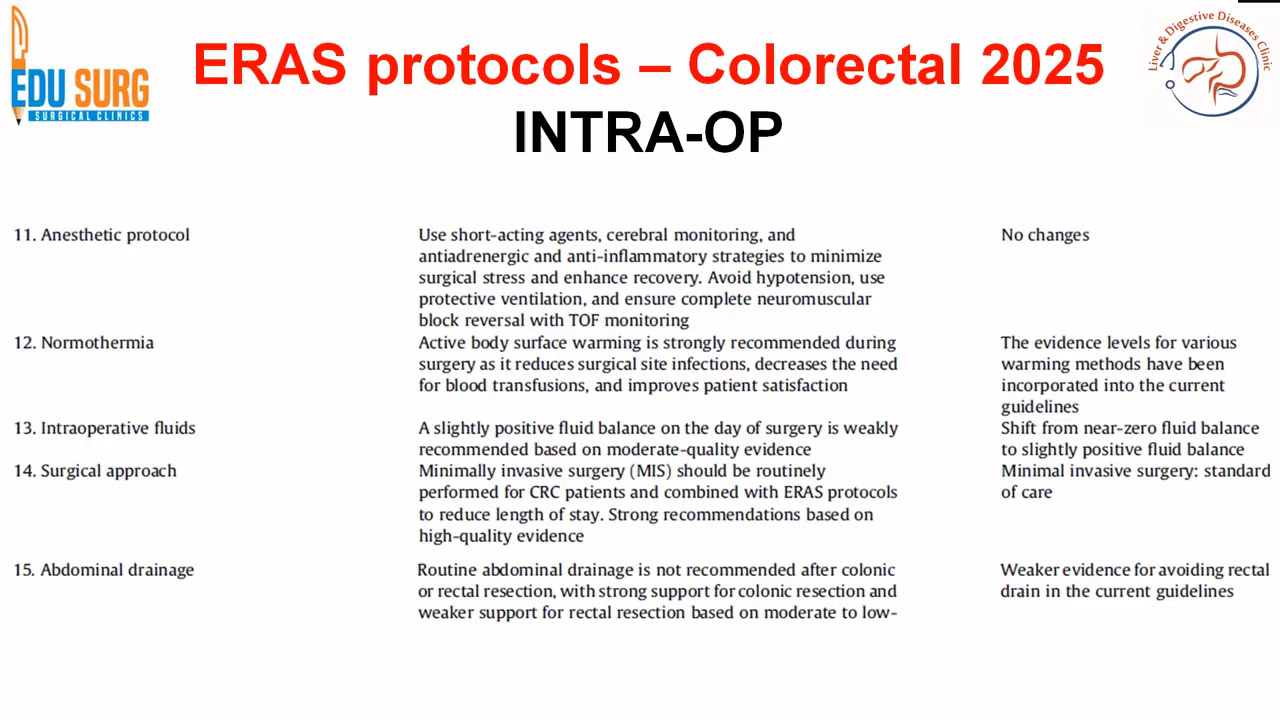 EDU SURG
SURGICAL CLINICS
ERAS protocols – Colorectal 2025
INTRA-OP
Liver & Digestive Diseases Clinic
11. Anesthetic protocol
Use short-acting agents, cerebral monitoring, and
antiadrenergic and anti-inflammatory strategies to minimize
surgical stress and enhance recovery. Avoid hypotension, use
protective ventilation, and ensure complete neuromuscular
block reversal with TOF monitoring
No changes
12. Normothermia
Active body surface warming is strongly recommended during
surgery as it reduces surgical site infections, decreases the need
for blood transfusions, and improves patient satisfaction
The evidence levels for various
warming methods have been
incorporated into the current
guidelines
13. Intraoperative fluids
A slightly positive fluid balance on the day of surgery is weakly
recommended based on moderate-quality evidence
Shift from near-zero fluid balance
to slightly positive fluid balance
14. Surgical approach
Minimally invasive surgery (MIS) should be routinely
performed for CRC patients and combined with ERAS protocols
to reduce length of stay. Strong recommendations based on
high-quality evidence
Minimal invasive surgery: standard
of care
15. Abdominal drainage
Routine abdominal drainage is not recommended after colonic
or rectal resection, with strong support for colonic resection and
weaker support for rectal resection based on moderate to low-
Weaker evidence for avoiding rectal
drain in the current guidelines